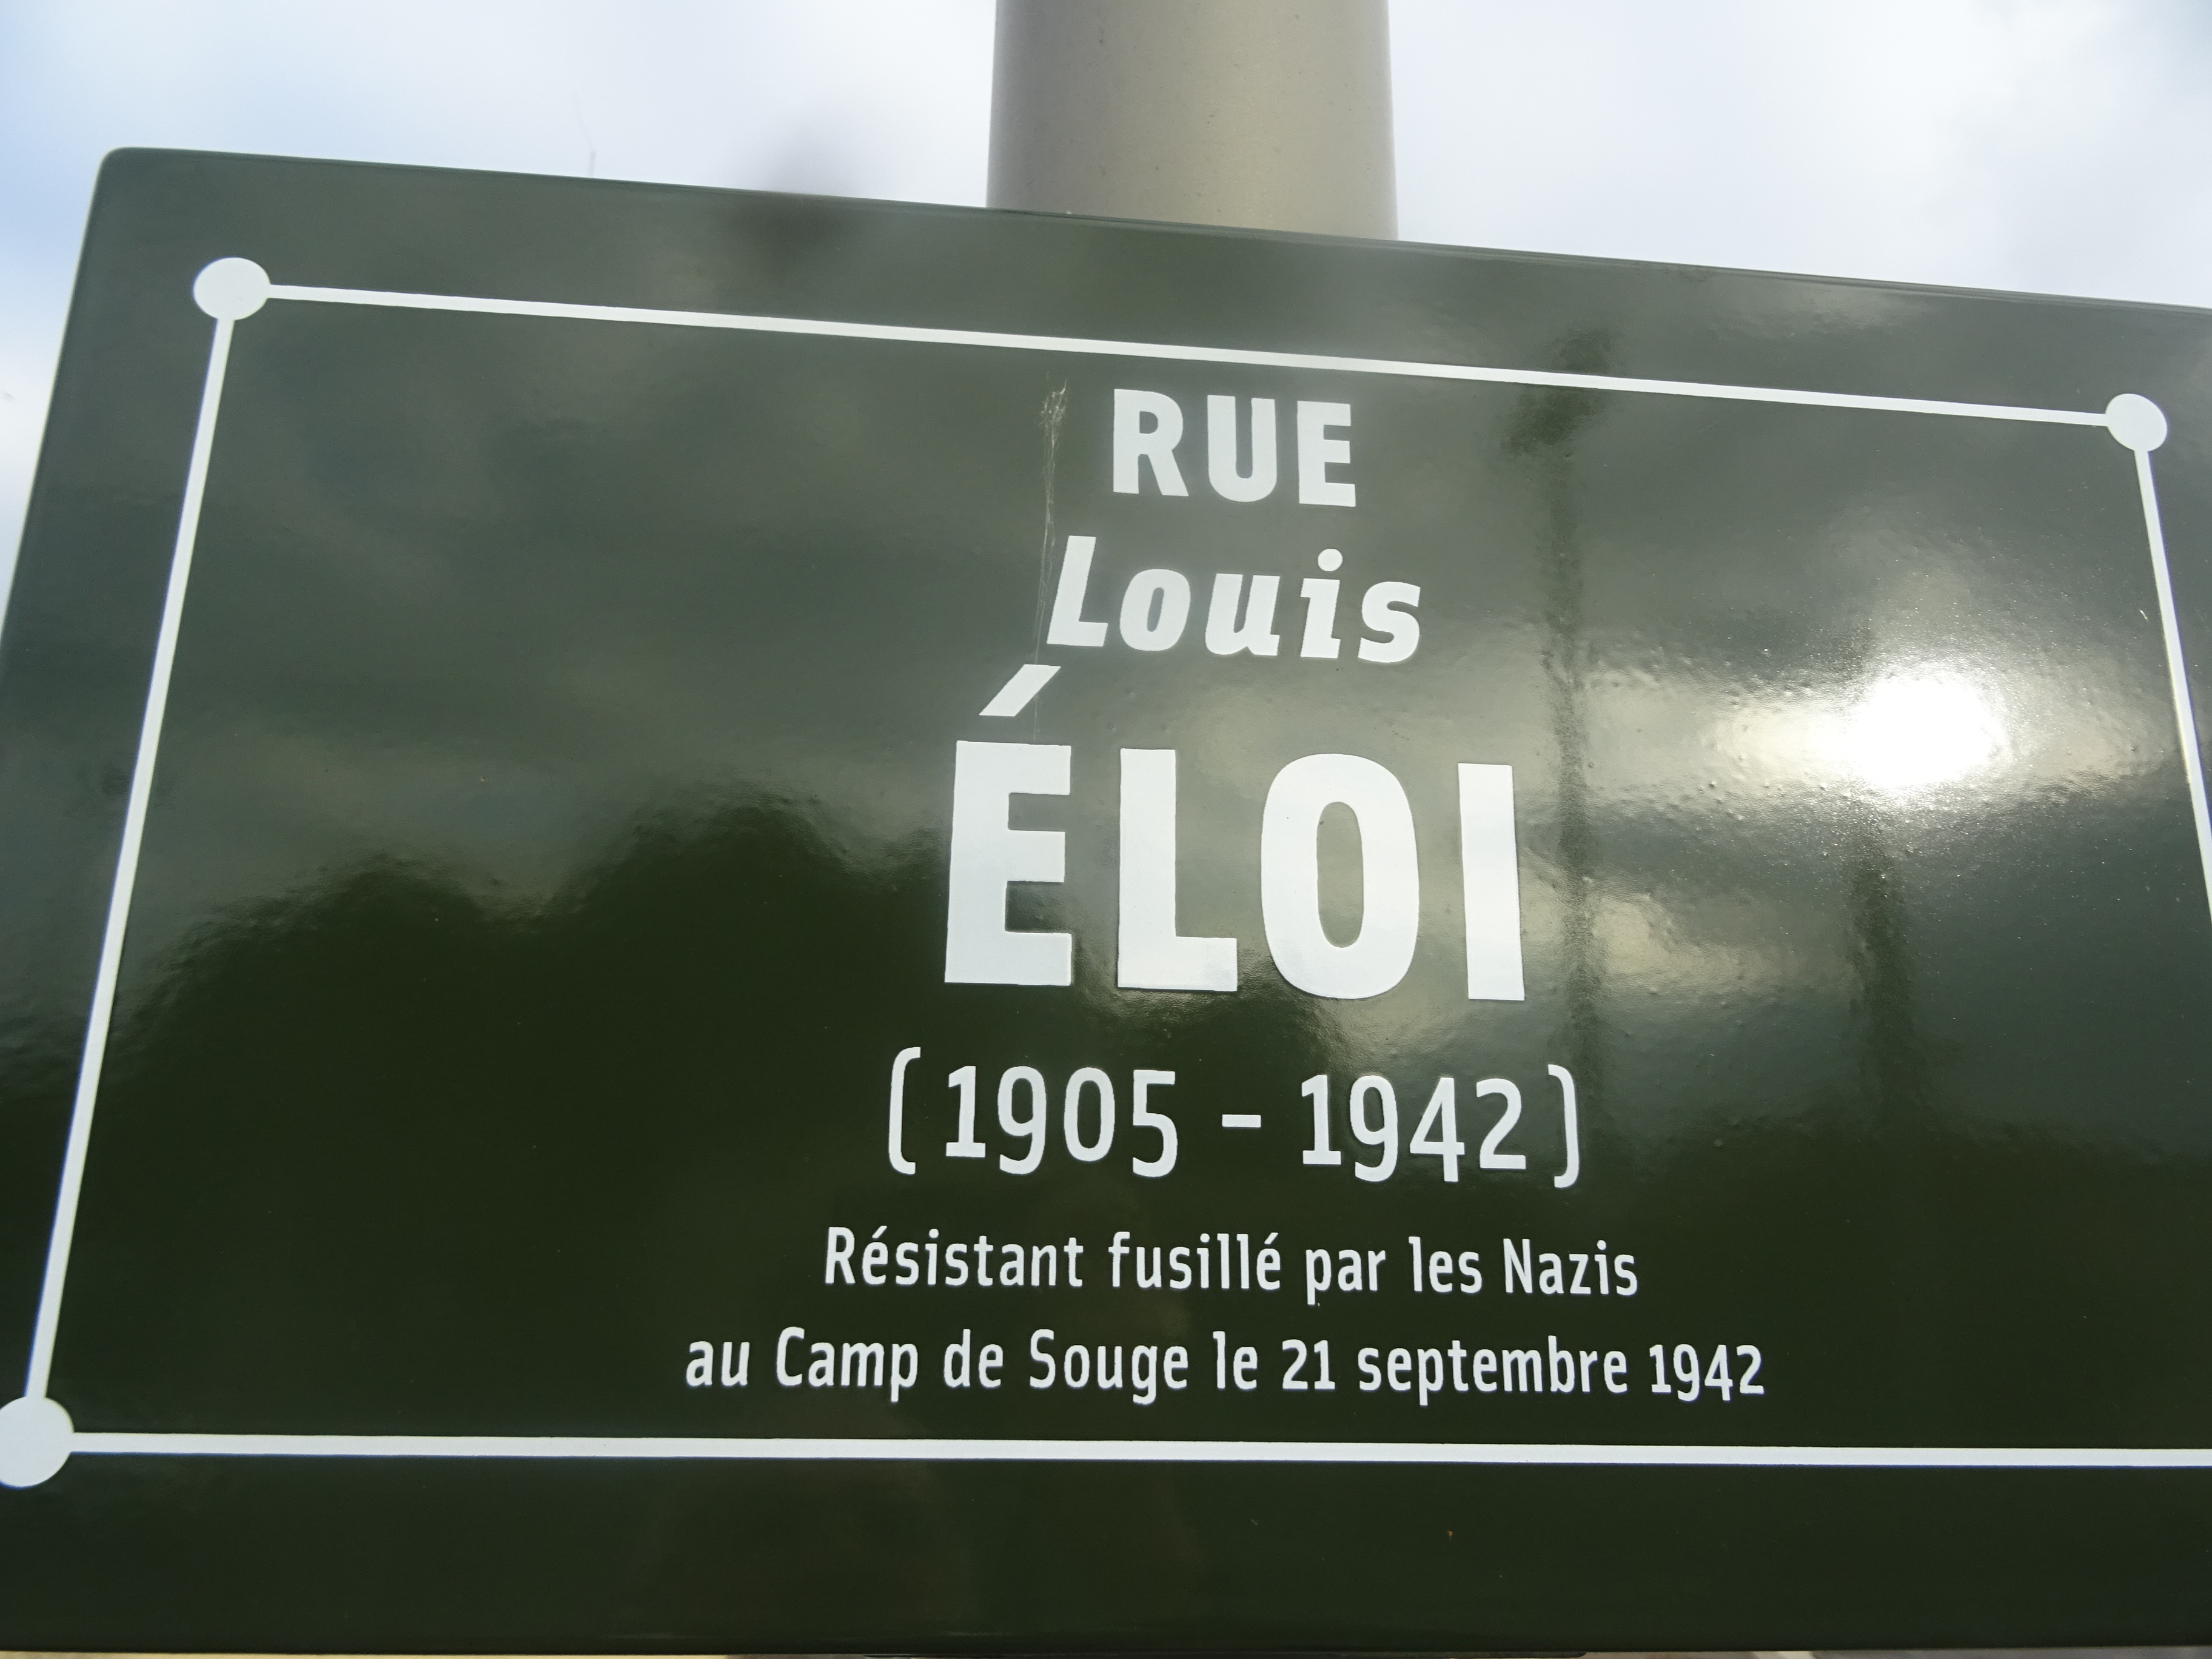 RUE
Louis
ÉLOI
(1905 - 1942)
Résistant fusillé par les Nazis
au Camp de Souge le 21 septembre 1942